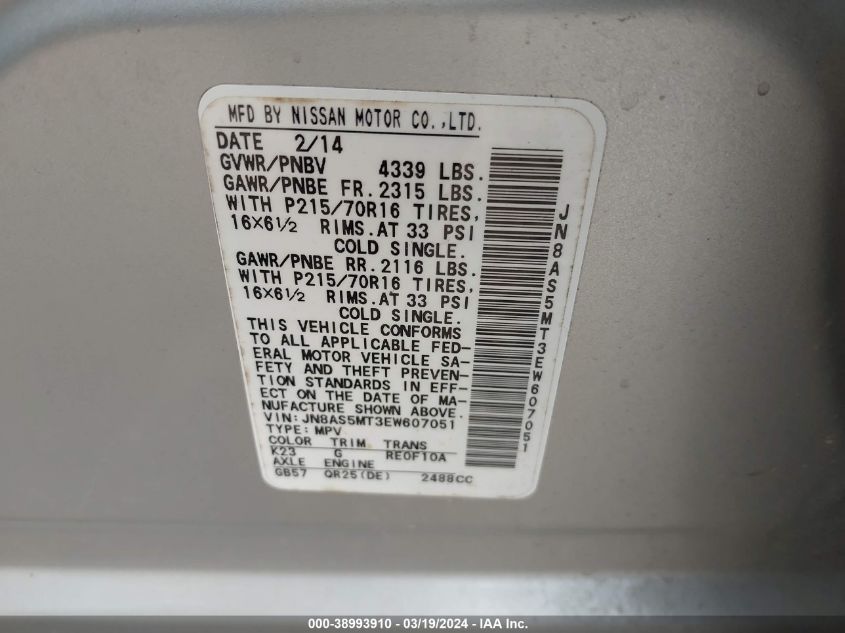 MFD BY NISSAN MOTOR CO.,LTD.
DATE 2/14
GVWR/PNBV 4339 LBS.
GAWR/PNBE FR.2315 LBS.
WITH P215/70R16 TIRES,
16X6½ RIMS.AT 33 PSI
COLD SINGLE.
GAWR/PNBE RR.2116 LBS.
WITH P215/70R16 TIRES,
16X6½ RIMS.AT 33 PSI
COLD SINGLE.
THIS VEHICLE CONFORMS
TO ALL APPLICABLE FED-
ERAL MOTOR VEHICLE SA-
FETY AND THEFT PREVEN-
TION STANDARDS IN EFF-
ECT ON THE DATE OF MA-
NUFACTURE SHOWN ABOVE.
VIN:JN8AS5MT3EW607051
TYPE: MPV
COLOR TRIM TRANS
K23 G RE0F10A
AXLE ENGINE
GB57 QR25(DE) 2488CC
JN8AS5MT3EW607051
000-38993910 - 03/19/2024 - IAA Inc.